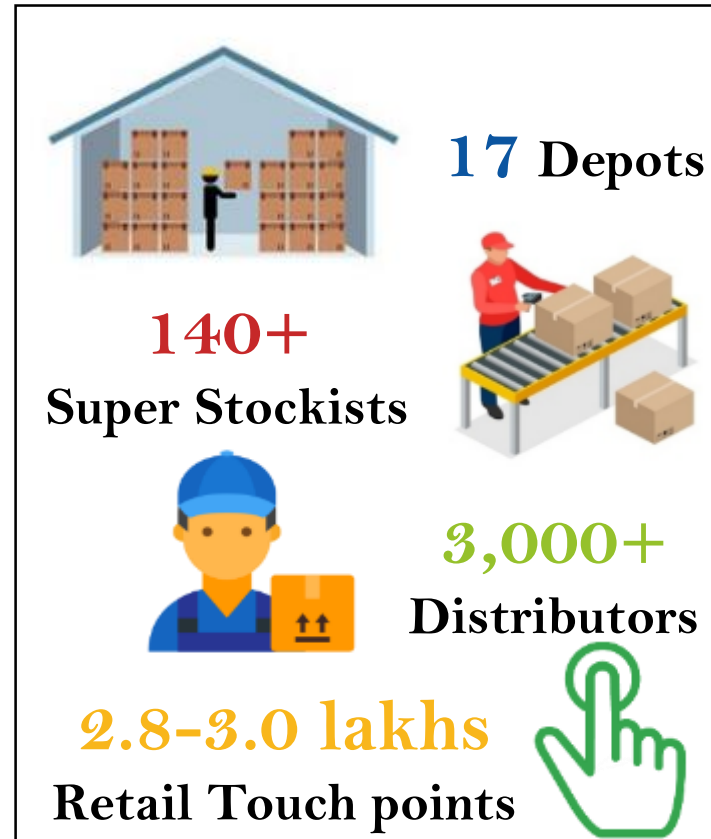 17 Depots
140+
Super Stockists
3,000+
Distributors
2.8-3.0 lakhs
Retail Touch points